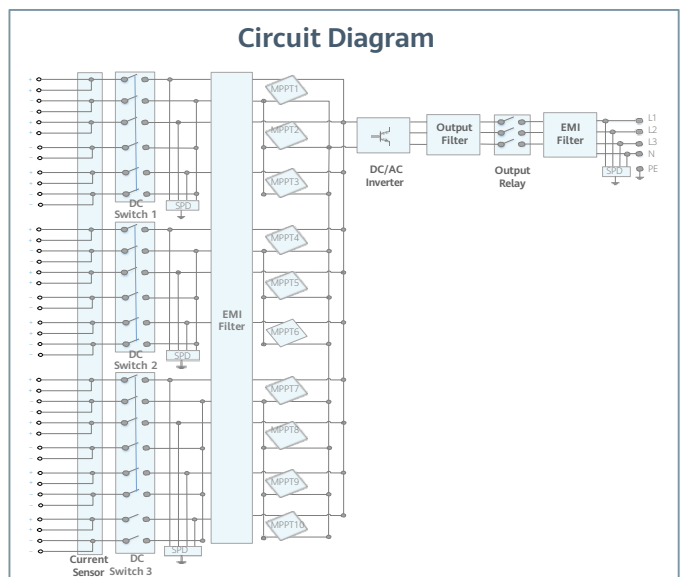 Circuit Diagram
MPPT1
MPPT2
MPPT3
DC
Switch 1
SPD
MPPT4
MPPT5
MPPT6
EMI
Filter
DC
Switch 2
SPD
MPPT7
MPPT8
MPPT9
MPPT10
SPD
Current
Sensor
DC
Switch 3
DC/AC
Inverter
Output
Filter
Output
Relay
EMI
Filter
L1
L2
L3
N
SPD
PE